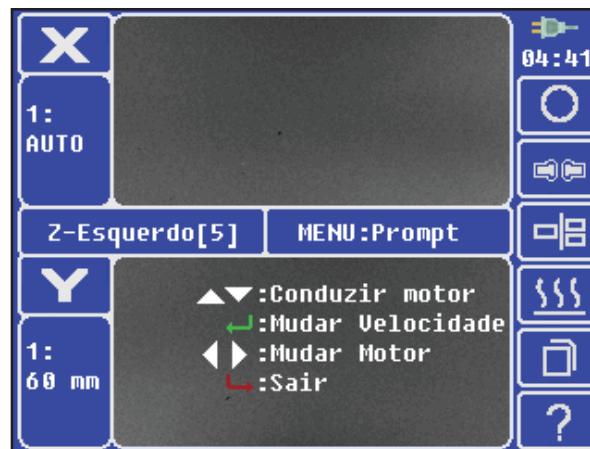 X
04:41
1:
AUTO
Z-Esquerdo[5]
MENU:Prompt
Y
:Conduzir motor
:Mudar Velocidade
1:
60 mm
:Mudar Motor
:Sair
?